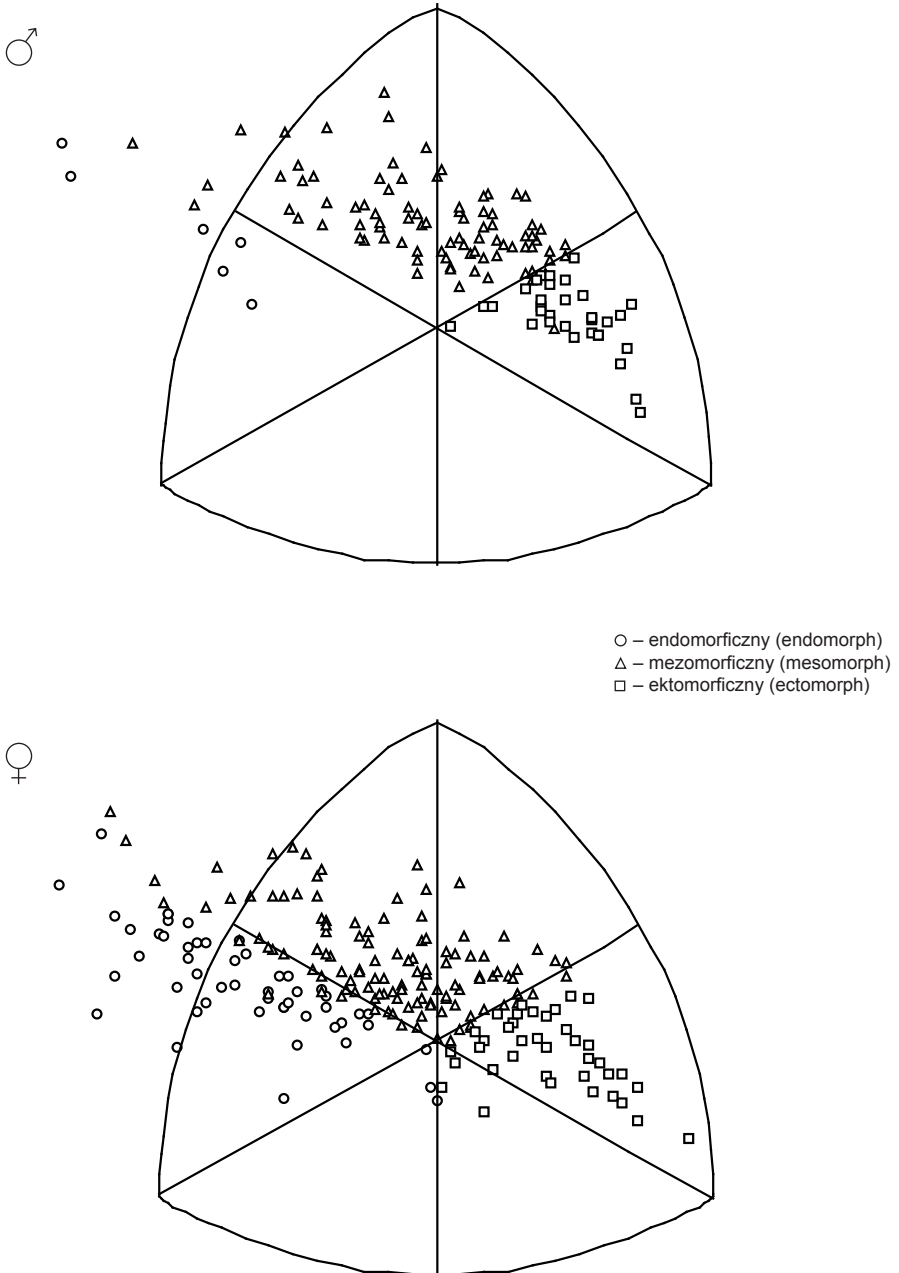 ♂
○ – endomorficzny (endomorph)
△ – mezomorficzny (mesomorph)
□ – ektomorficzny (ectomorph)
♀